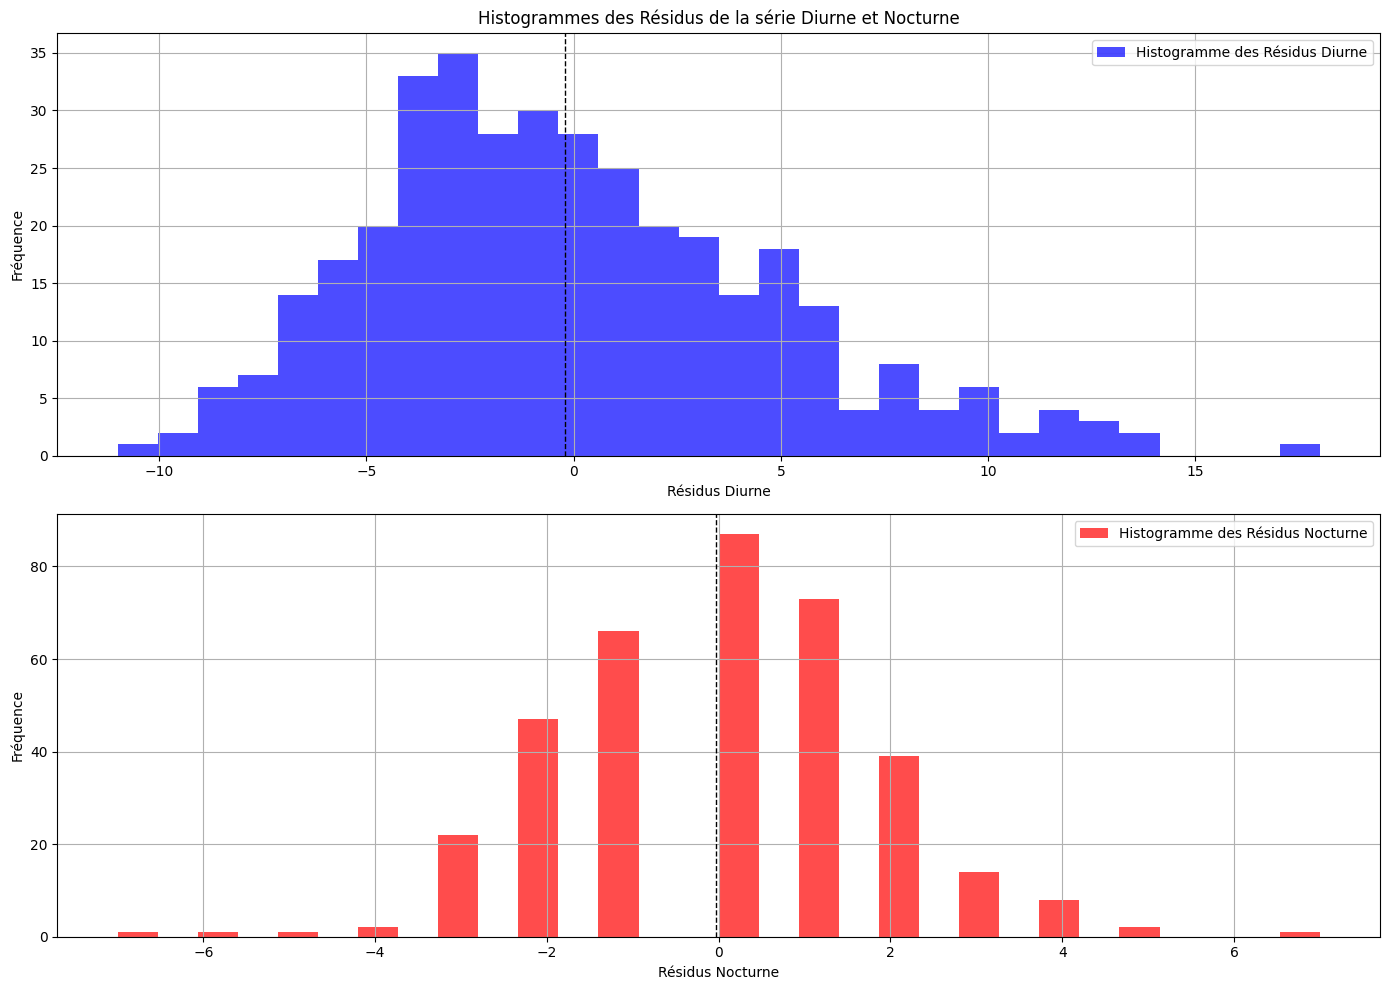 Histogrammes des Résidus de la série Diurne et Nocturne
Histogramme des Résidus Diurne
Fréquence
35
30
25
20
15
10
5
0
−10 −5 0 5 10 15
Résidus Diurne
Histogramme des Résidus Nocturne
Fréquence
80
60
40
20
0
−6 −4 −2 0 2 4 6
Résidus Nocturne